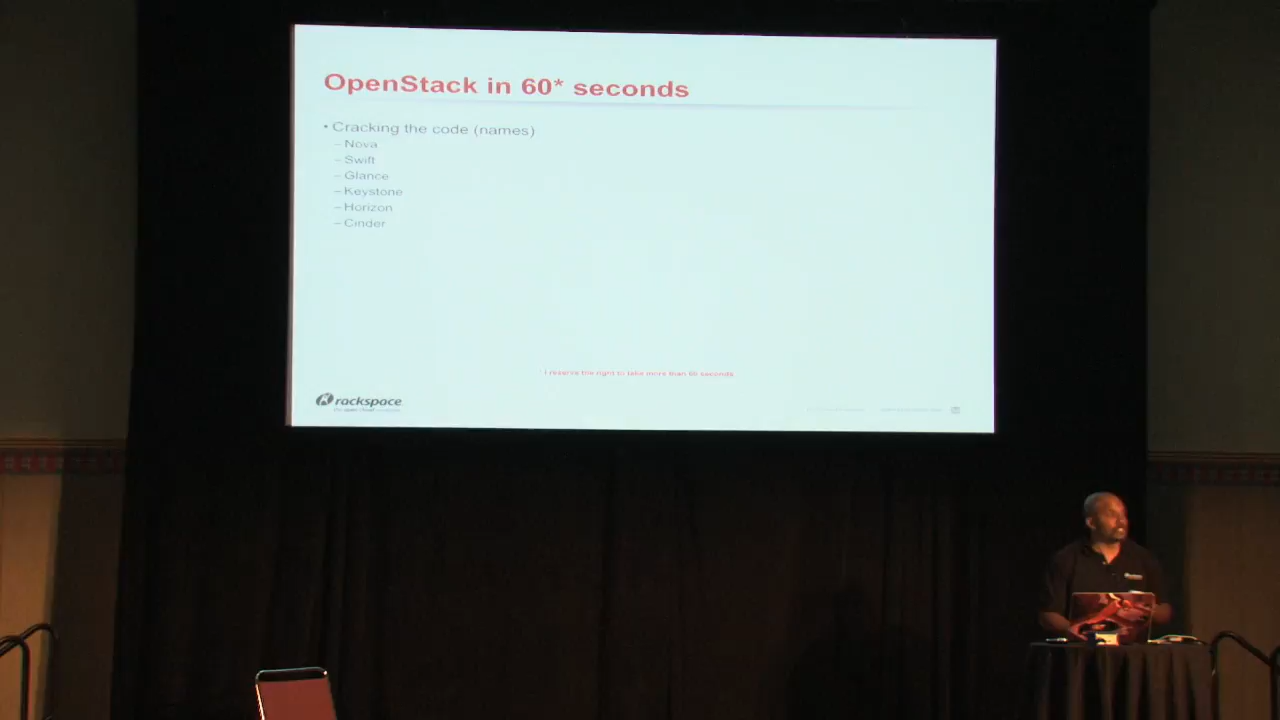 OpenStack in 60* seconds
• Cracking the code (names)
– Nova
– Swift
– Glance
– Keystone
– Horizon
– Cinder
* I reserve the right to take more than 60 seconds.
rackspace